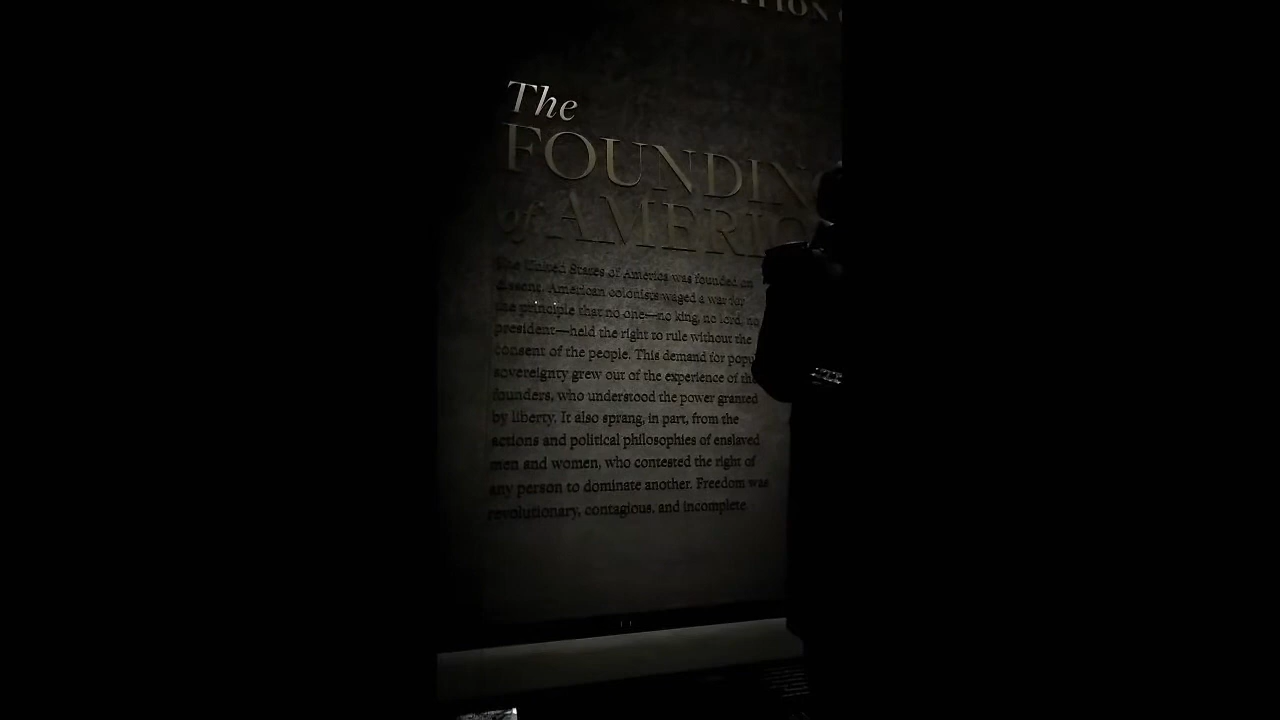 The
FOUNDIN
of AMERIC
The United States of America was founded on
dissent. American colonists waged a war for
the principle that no one—no king, no lord, no
president—held the right to rule without the
consent of the people. This demand for popu
sovereignty grew out of the experience of the
founders, who understood the power granted
by liberty. It also sprang, in part, from the
actions and political philosophies of enslaved
men and women, who contested the right of
any person to dominate another. Freedom was
revolutionary, contagious, and incomplete